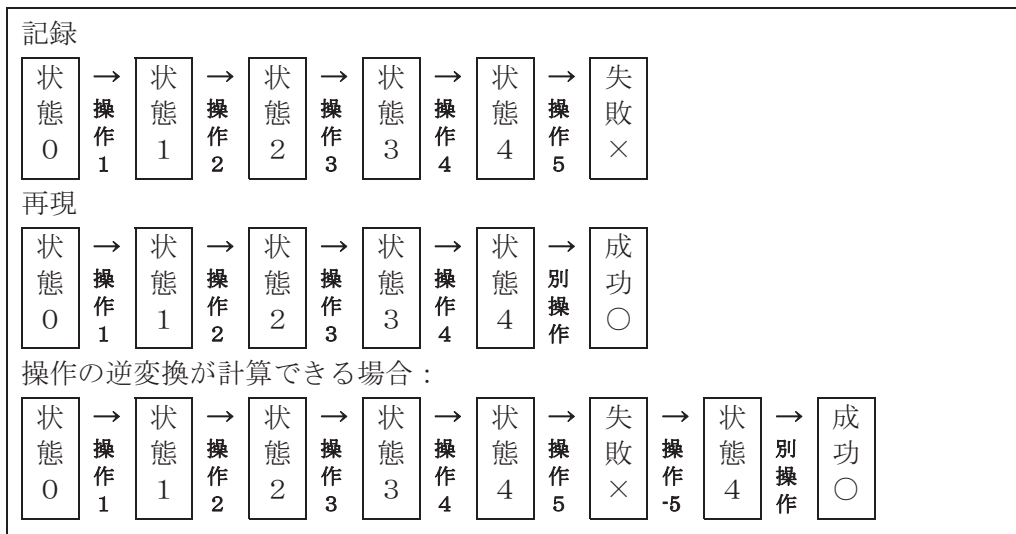 記録
状態0 → 操作1 状態1 → 操作2 状態2 → 操作3 状態3 → 操作4 状態4 → 操作5 失敗×
再現
状態0 → 操作1 状態1 → 操作2 状態2 → 操作3 状態3 → 操作4 状態4 → 別操作 成功○
操作の逆変換が計算できる場合：
状態0 → 操作1 状態1 → 操作2 状態2 → 操作3 状態3 → 操作4 状態4 → 操作5 失敗× → 操作-5 状態4 → 別操作 成功○